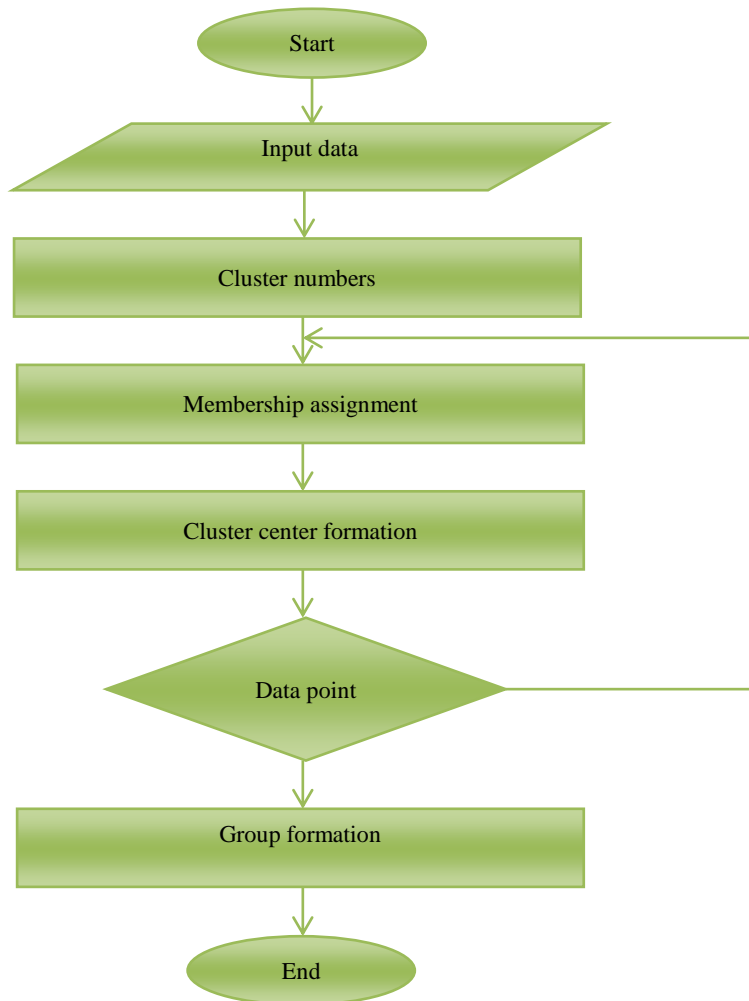 Start
Input data
Cluster numbers
Membership assignment
Cluster center formation
Data point
Group formation
End